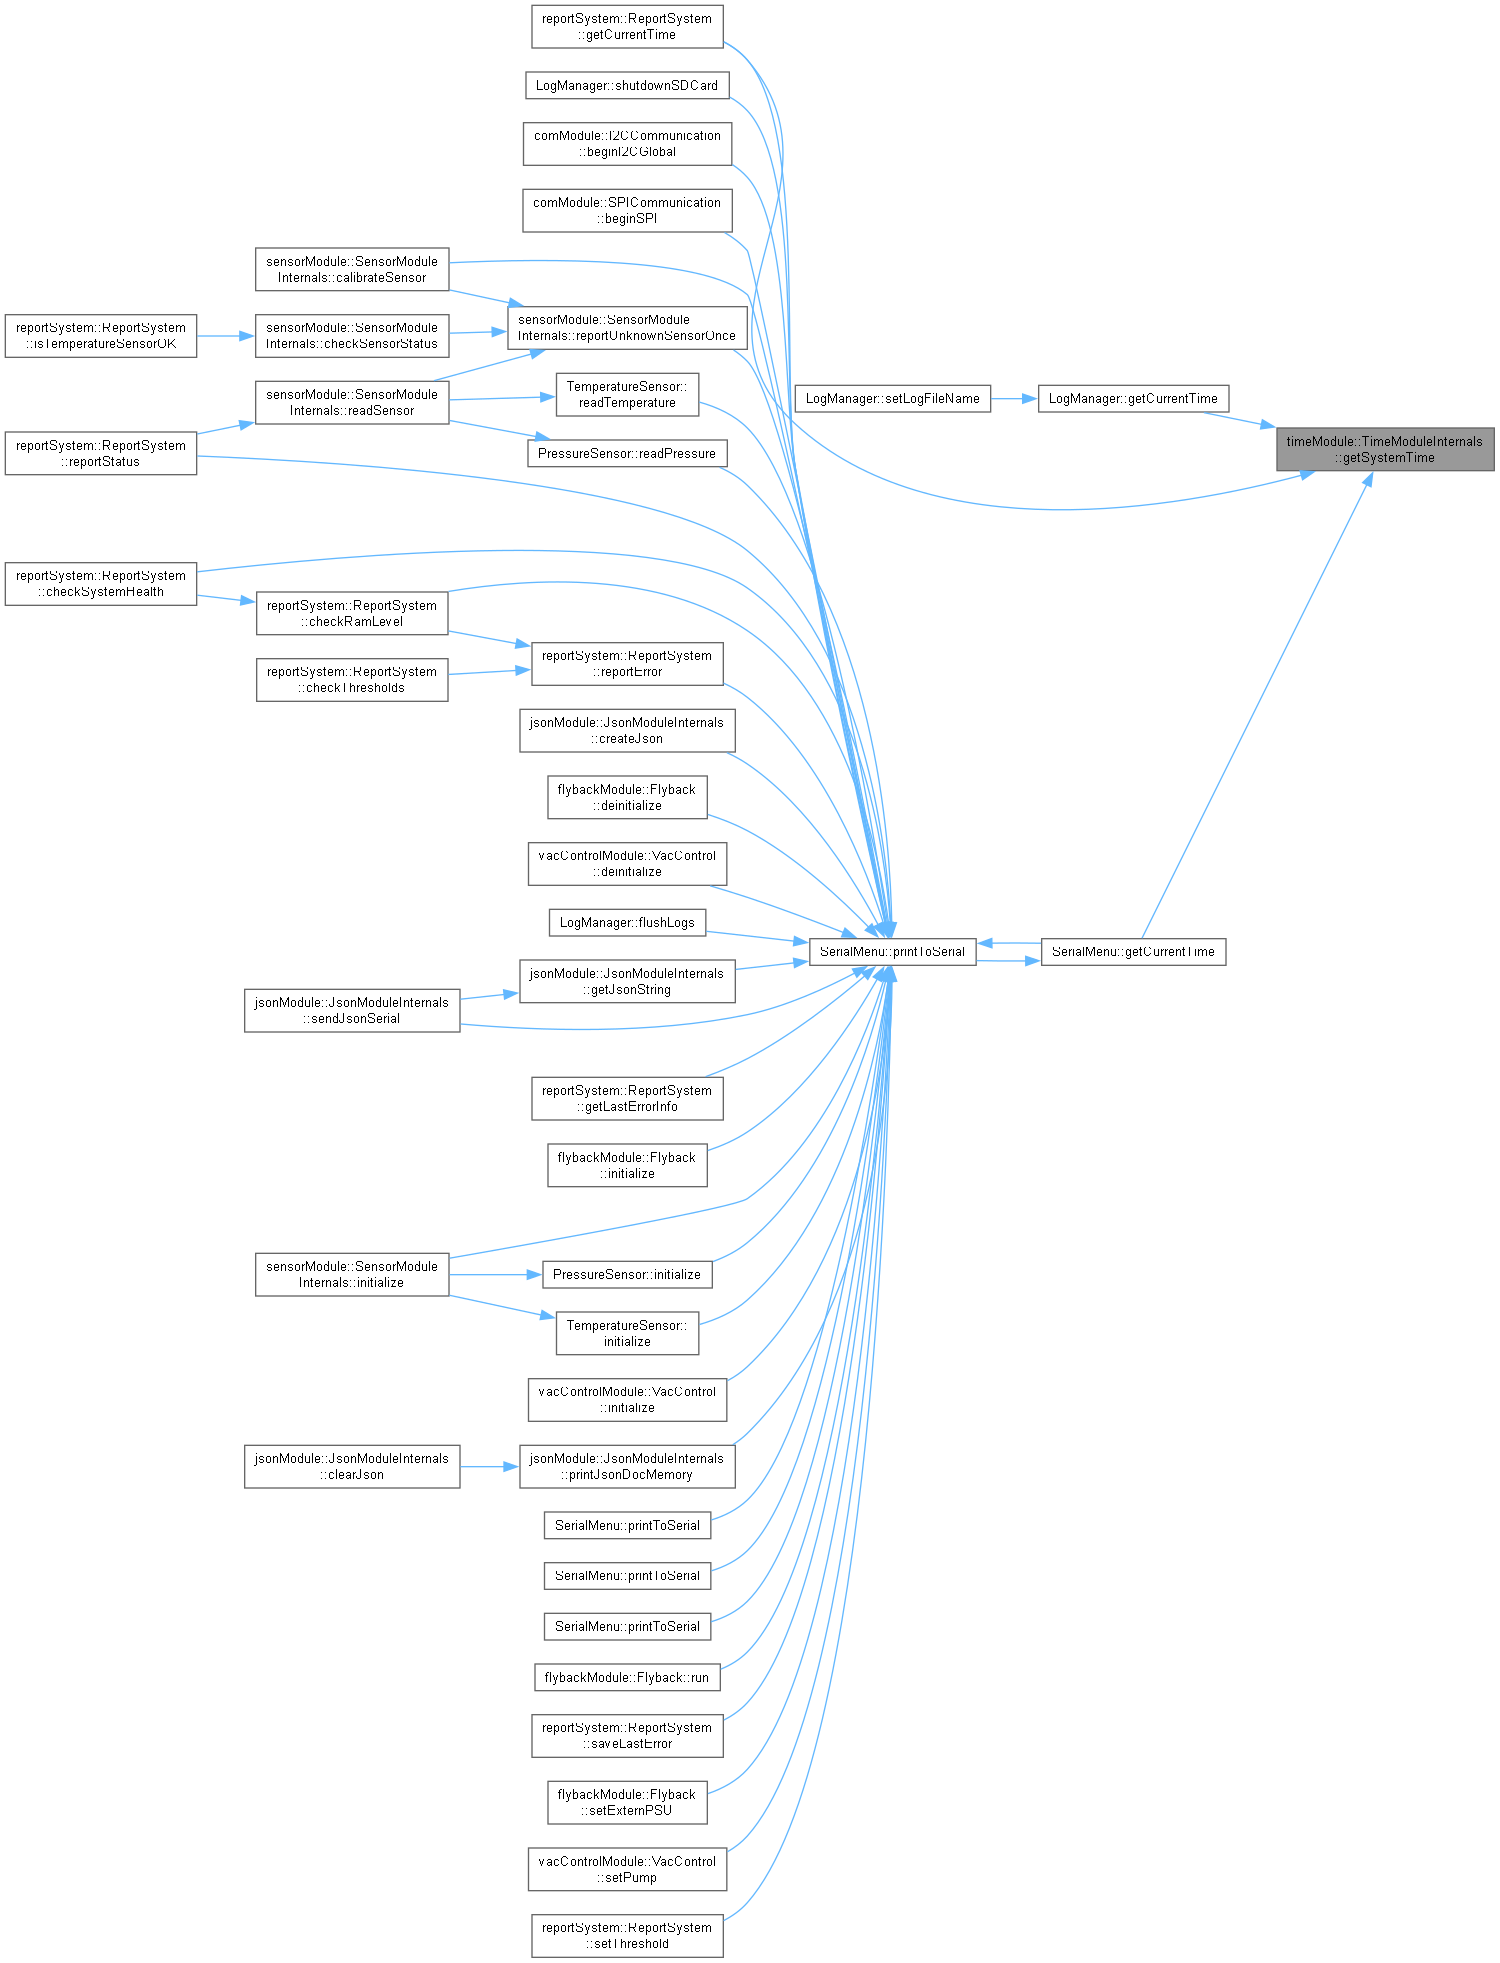 reportSystem::ReportSystem
::getCurrentTime
LogManager::shutdownSDCard
comModule::I2CCommunication
::beginI2CGlobal
comModule::SPICommunication
::beginSPI
sensorModule::SensorModule
Internals::calibrateSensor
sensorModule::SensorModule
Internals::reportUnknownSensorOnce
reportSystem::ReportSystem
::isTemperatureSensorOK
sensorModule::SensorModule
Internals::checkSensorStatus
TemperatureSensor::
readTemperature
sensorModule::SensorModule
Internals::readSensor
LogManager::setLogFileName
LogManager::getCurrentTime
timeModule::TimeModuleInternals
::getSystemTime
reportSystem::ReportSystem
::reportStatus
PressureSensor::readPressure
reportSystem::ReportSystem
::checkSystemHealth
reportSystem::ReportSystem
::checkRamLevel
reportSystem::ReportSystem
::reportError
reportSystem::ReportSystem
::checkThresholds
jsonModule::JsonModuleInternals
::createJson
flybackModule::Flyback
::deinitialize
vacControlModule::VacControl
::deinitialize
LogManager::flushLogs
SerialMenu::printToSerial
SerialMenu::getCurrentTime
jsonModule::JsonModuleInternals
::getJsonString
jsonModule::JsonModuleInternals
::sendJsonSerial
reportSystem::ReportSystem
::getLastErrorInfo
flybackModule::Flyback
::initialize
sensorModule::SensorModule
Internals::initialize
PressureSensor::initialize
TemperatureSensor::
initialize
vacControlModule::VacControl
::initialize
jsonModule::JsonModuleInternals
::clearJson
jsonModule::JsonModuleInternals
::printJsonDocMemory
SerialMenu::printToSerial
SerialMenu::printToSerial
SerialMenu::printToSerial
flybackModule::Flyback::run
reportSystem::ReportSystem
::saveLastError
flybackModule::Flyback
::setExternPSU
vacControlModule::VacControl
::setPump
reportSystem::ReportSystem
::setThreshold